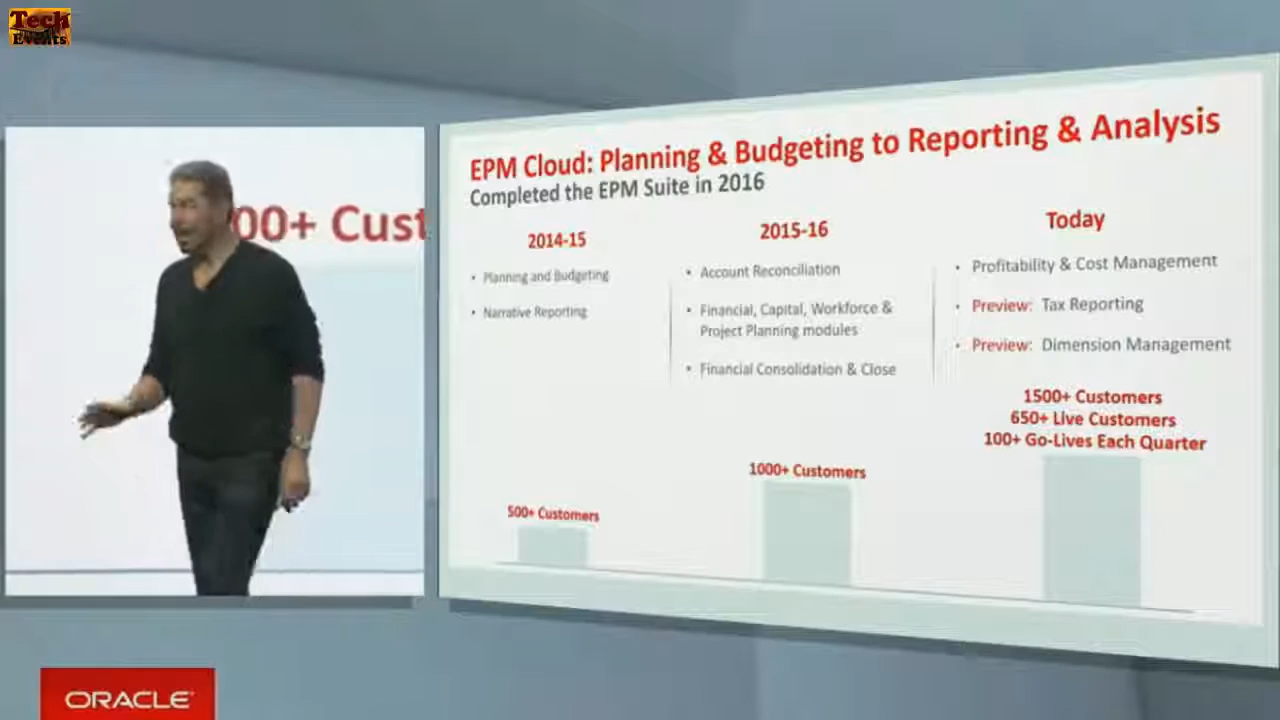 Tech
Events
00+ Cust
EPM Cloud: Planning & Budgeting to Reporting & Analysis
Completed the EPM Suite in 2016
2014-15
• Planning and Budgeting
• Narrative Reporting
500+ Customers
2015-16
• Account Reconciliation
• Financial, Capital, Workforce &
Project Planning modules
• Financial Consolidation & Close
1000+ Customers
Today
• Profitability & Cost Management
• Preview: Tax Reporting
• Preview: Dimension Management
1500+ Customers
650+ Live Customers
100+ Go-Lives Each Quarter
ORACLE